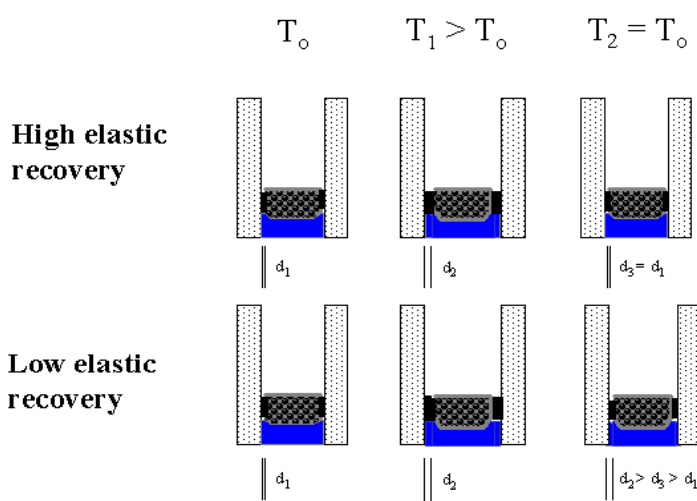 T₀ T₁ > T₀ T₂ = T₀
High elastic
recovery
d₁ d₂ d₃ = d₁
Low elastic
recovery
d₁ d₂ d₂ > d₃ > d₁